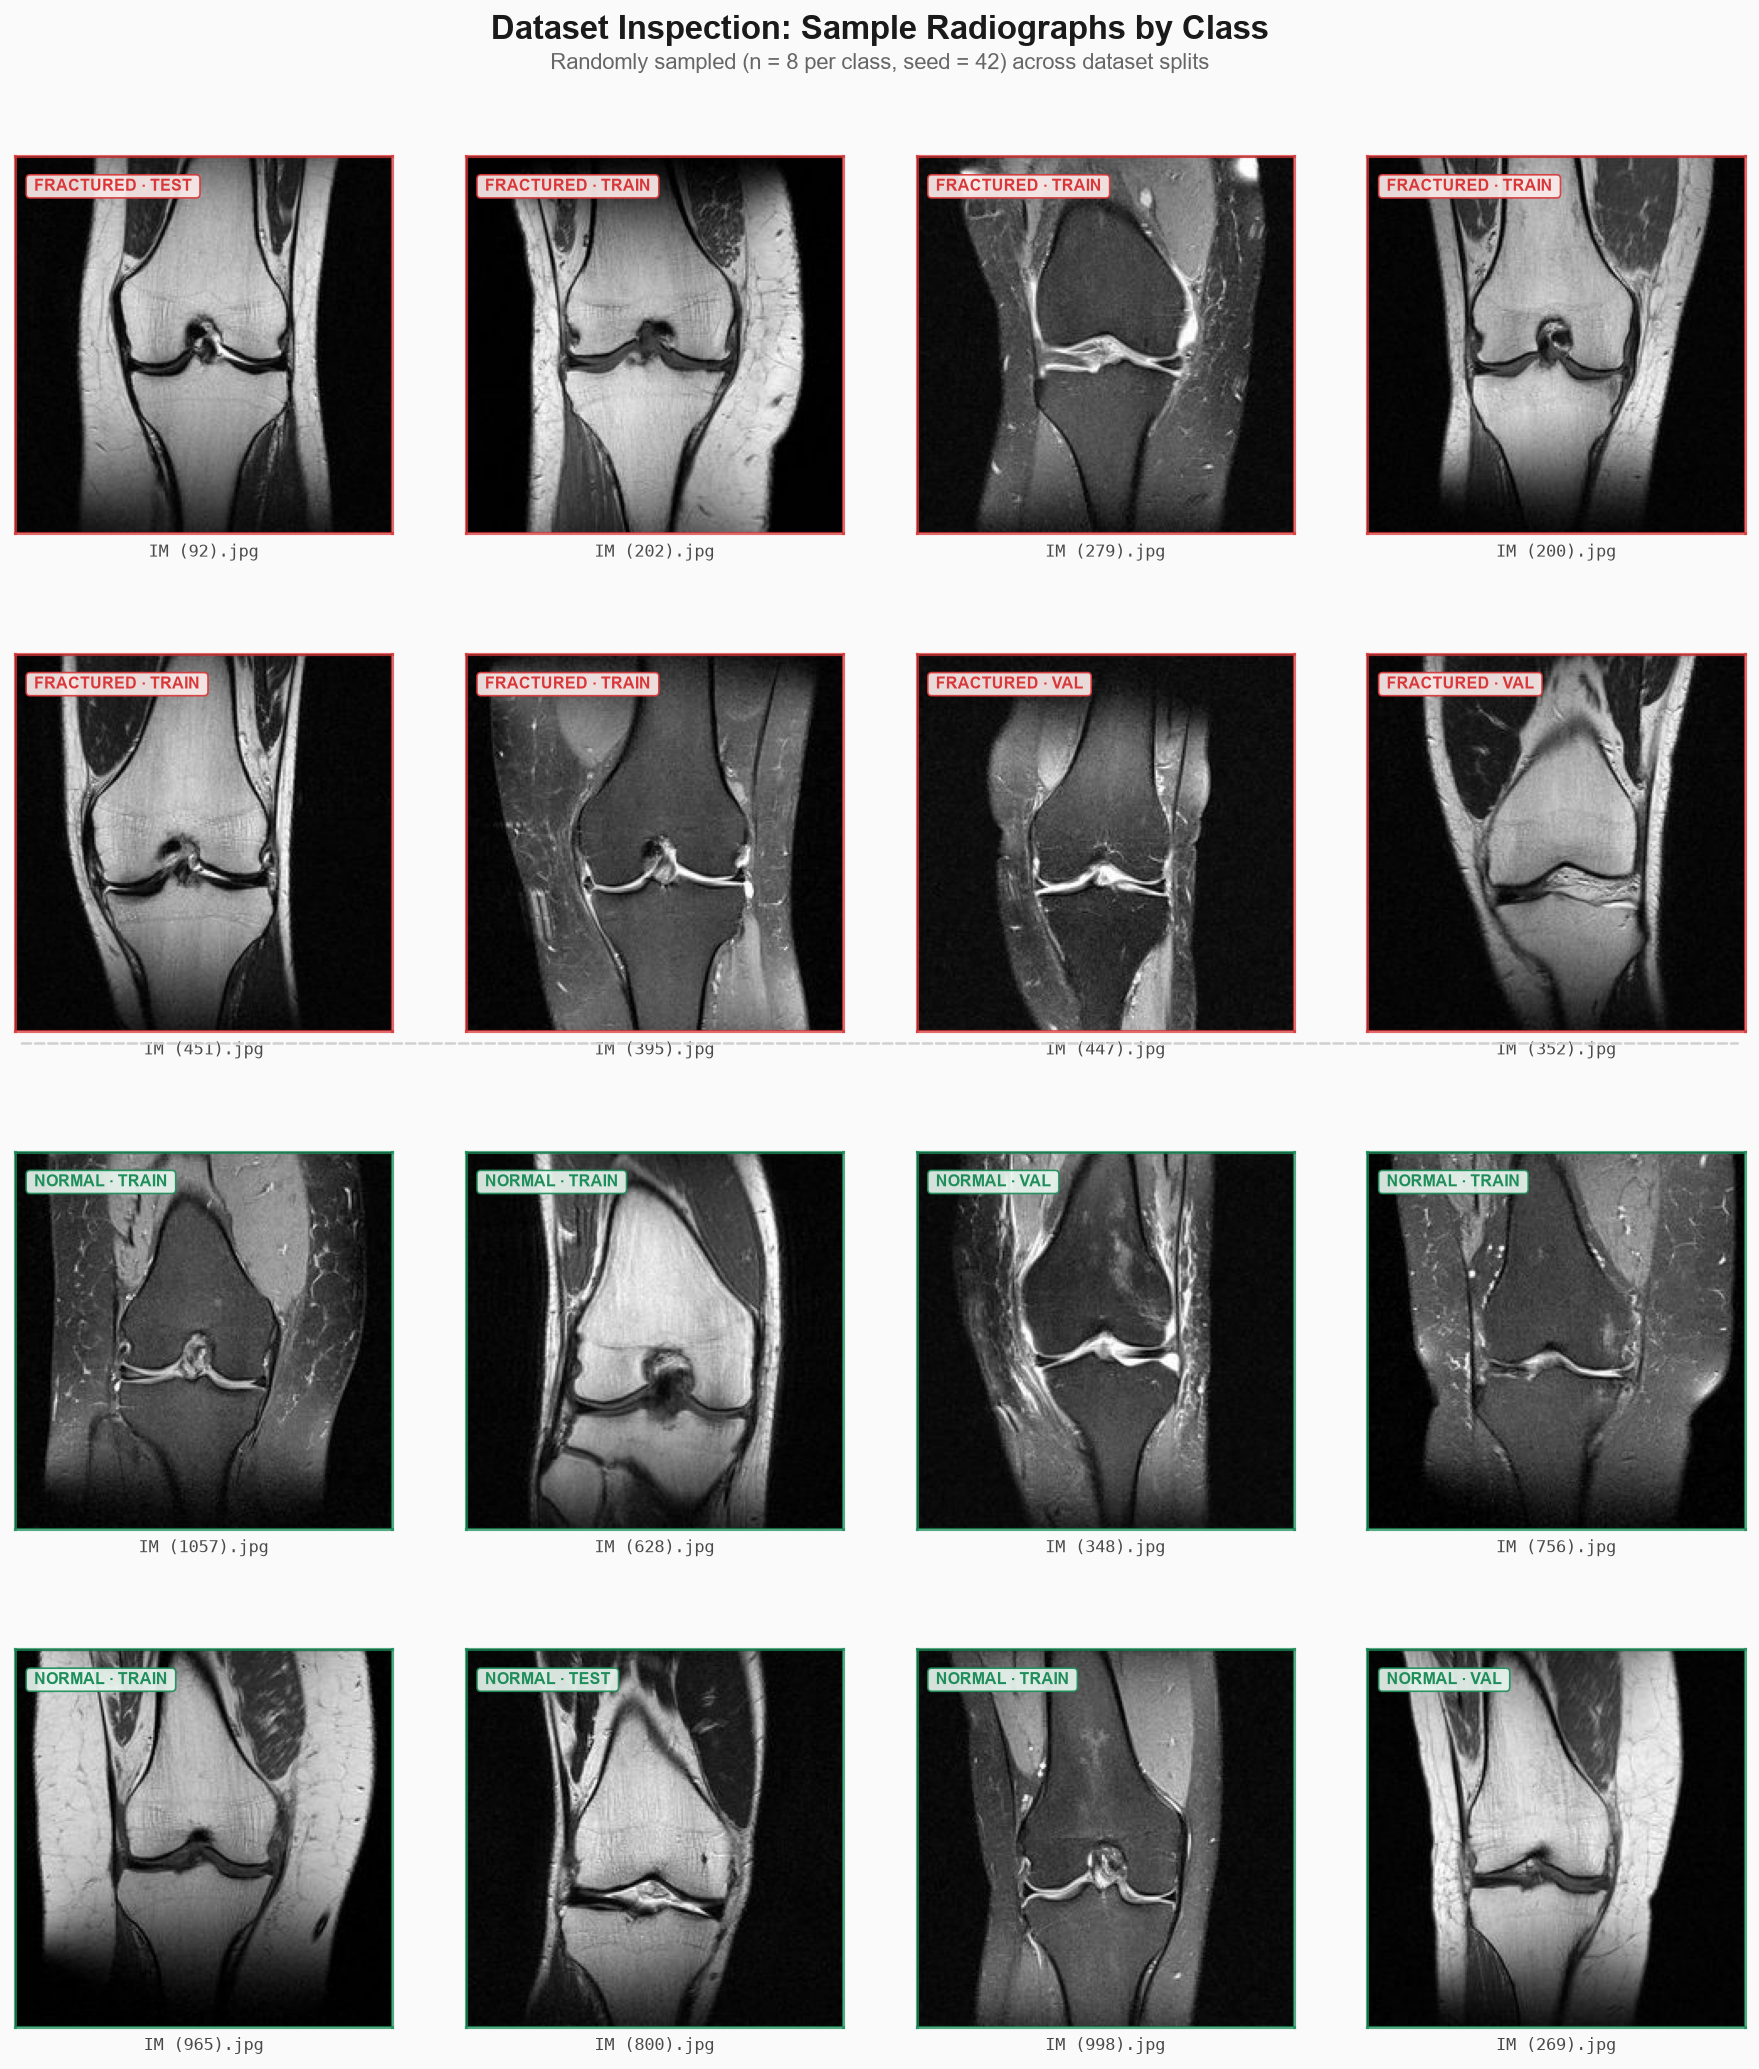 Dataset Inspection: Sample Radiographs by Class
Randomly sampled (n = 8 per class, seed = 42) across dataset splits
FRACTURED · TEST
FRACTURED · TRAIN
FRACTURED · TRAIN
FRACTURED · TRAIN
IM (92).jpg
IM (202).jpg
IM (279).jpg
IM (200).jpg
FRACTURED · TRAIN
FRACTURED · TRAIN
FRACTURED · VAL
FRACTURED · VAL
IM (451).jpg
IM (395).jpg
IM (447).jpg
IM (352).jpg
NORMAL · TRAIN
NORMAL · TRAIN
NORMAL · VAL
NORMAL · TRAIN
IM (1057).jpg
IM (628).jpg
IM (348).jpg
IM (756).jpg
NORMAL · TRAIN
NORMAL · TEST
NORMAL · TRAIN
NORMAL · VAL
IM (965).jpg
IM (800).jpg
IM (998).jpg
IM (269).jpg